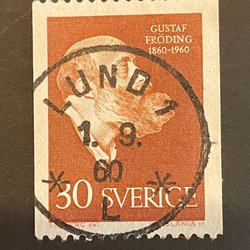 GUSTAF
FRÖDING
1860-1960
LUND 1
1. 9.
60
L
30 SVERIGE